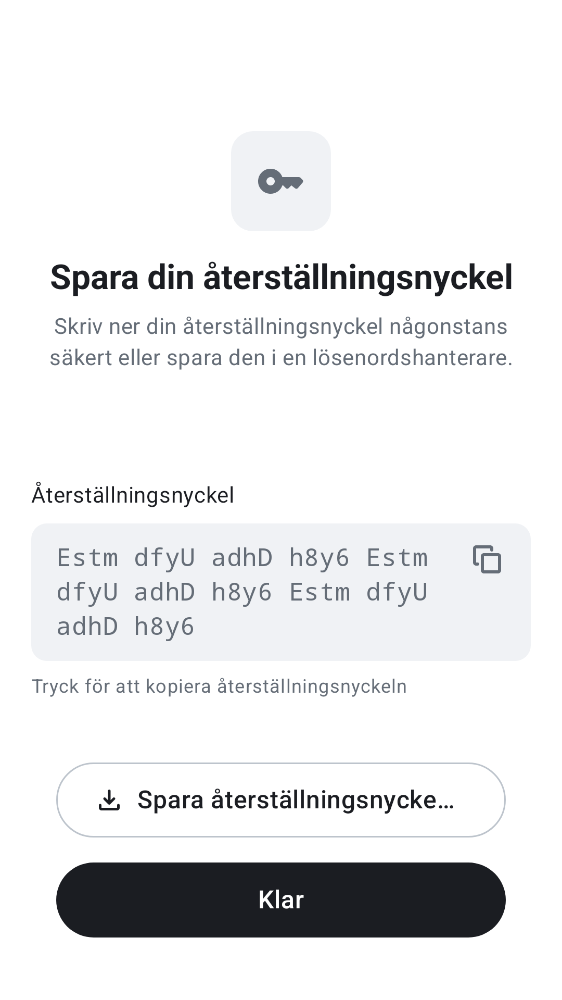 Spara din återställningsnyckel
Skriv ner din återställningsnyckel någonstans
säkert eller spara den i en lösenordshanterare.
Återställningsnyckel
Estm dfyU adhD h8y6 Estm
dfyU adhD h8y6 Estm dfyU
adhD h8y6
Tryck för att kopiera återställningsnyckeln
Spara återställningsnycke…
Klar